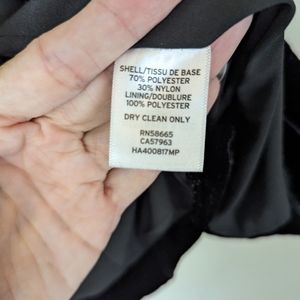 SHELL/TISSU DE BASE
70% POLYESTER
30% NYLON
LINING/DOUBLURE
100% POLYESTER
DRY CLEAN ONLY
RN58665
CA57963
HA400817MP